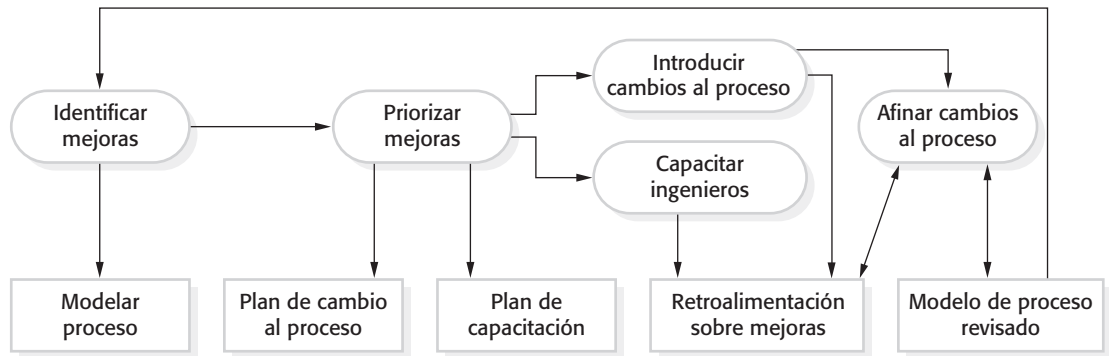 Introducir
cambios al proceso
Identificar
mejoras
Priorizar
mejoras
Afinar cambios
al proceso
Capacitar
ingenieros
Modelar
proceso
Plan de cambio
al proceso
Plan de
capacitación
Retroalimentación
sobre mejoras
Modelo de proceso
revisado